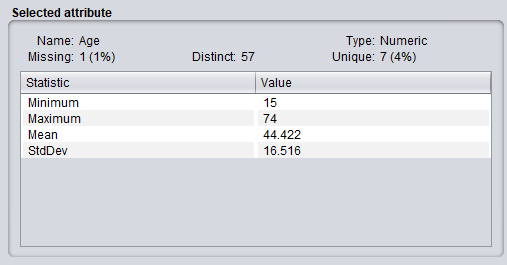 Selected attribute
Name: Age Type: Numeric
Missing: 1 (1%) Distinct: 57 Unique: 7 (4%)
Statistic Value
Minimum 15
Maximum 74
Mean 44.422
StdDev 16.516